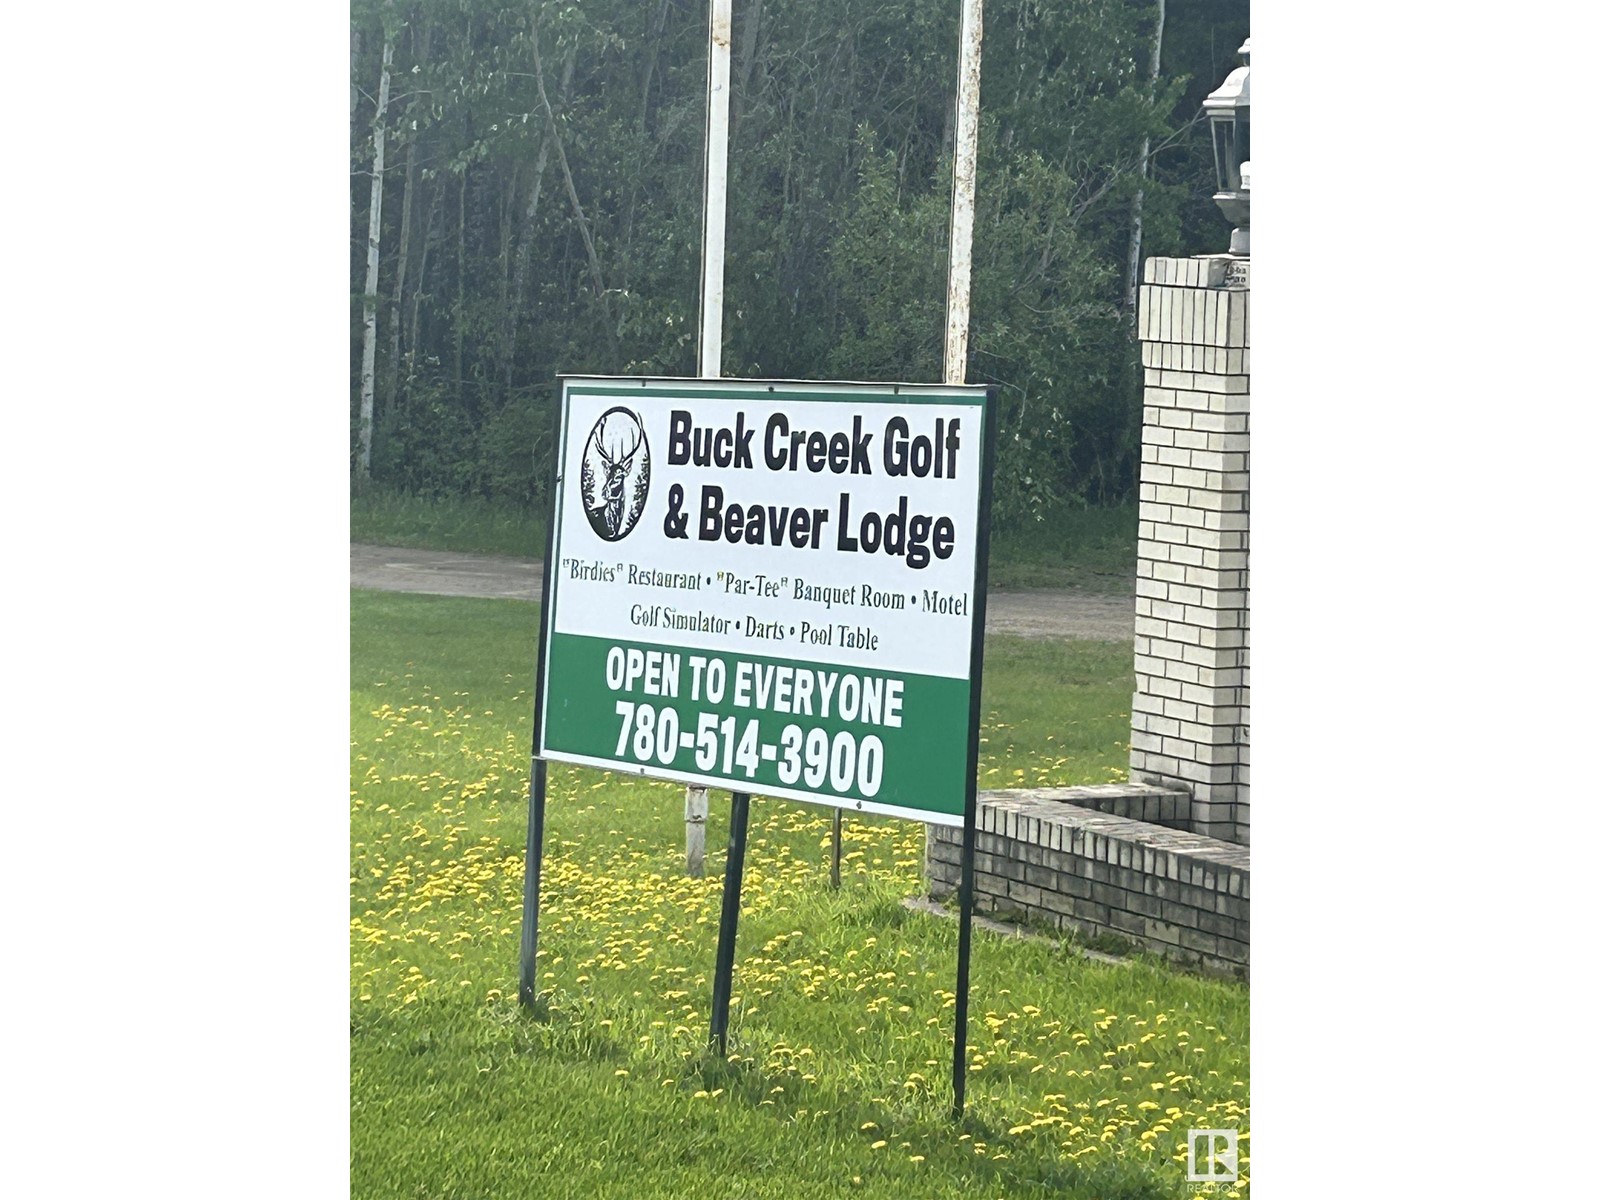 Buck Creek Golf
& Beaver Lodge
"Birdies" Restaurant • "Par-Tee" Banquet Room • Motel
Golf Simulator • Darts • Pool Table
OPEN TO EVERYONE
780-514-3900
REALTOR